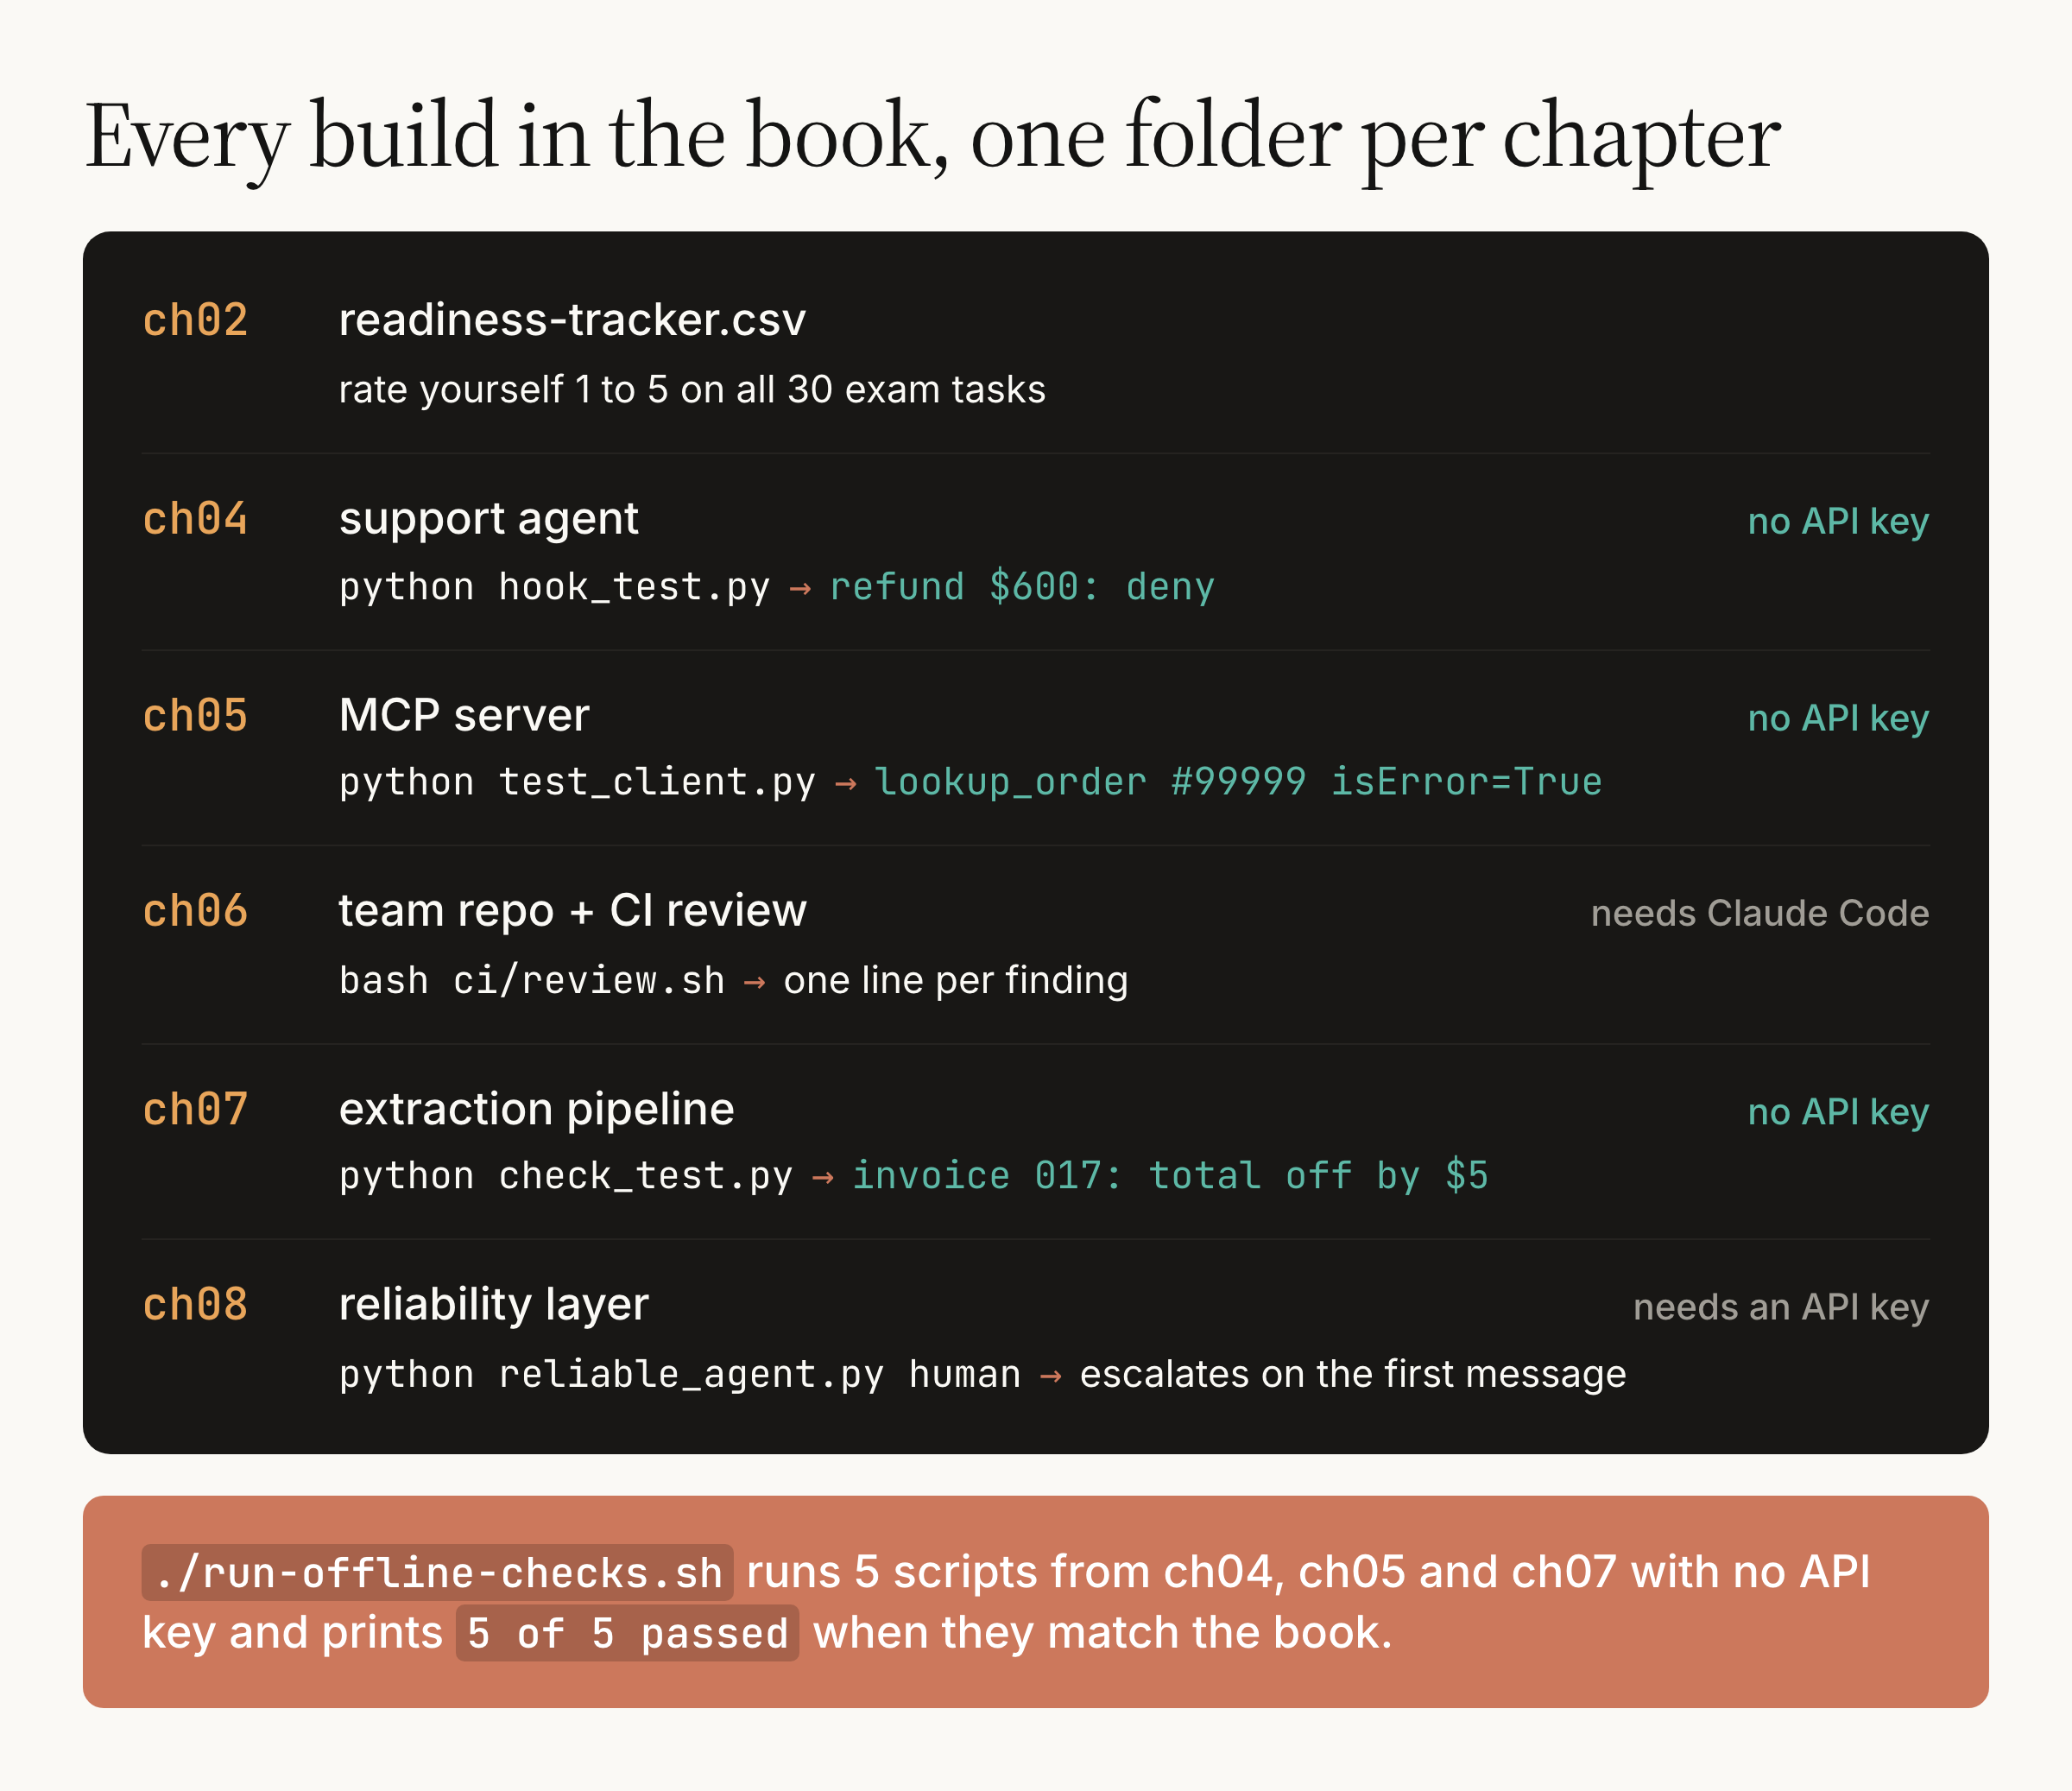 Every build in the book, one folder per chapter
ch02 readiness-tracker.csv
rate yourself 1 to 5 on all 30 exam tasks
ch04 support agent no API key
python hook_test.py → refund $600: deny
ch05 MCP server no API key
python test_client.py → lookup_order #99999 isError=True
ch06 team repo + CI review needs Claude Code
bash ci/review.sh → one line per finding
ch07 extraction pipeline no API key
python check_test.py → invoice 017: total off by $5
ch08 reliability layer needs an API key
python reliable_agent.py human → escalates on the first message
./run-offline-checks.sh runs 5 scripts from ch04, ch05 and ch07 with no API
key and prints 5 of 5 passed when they match the book.